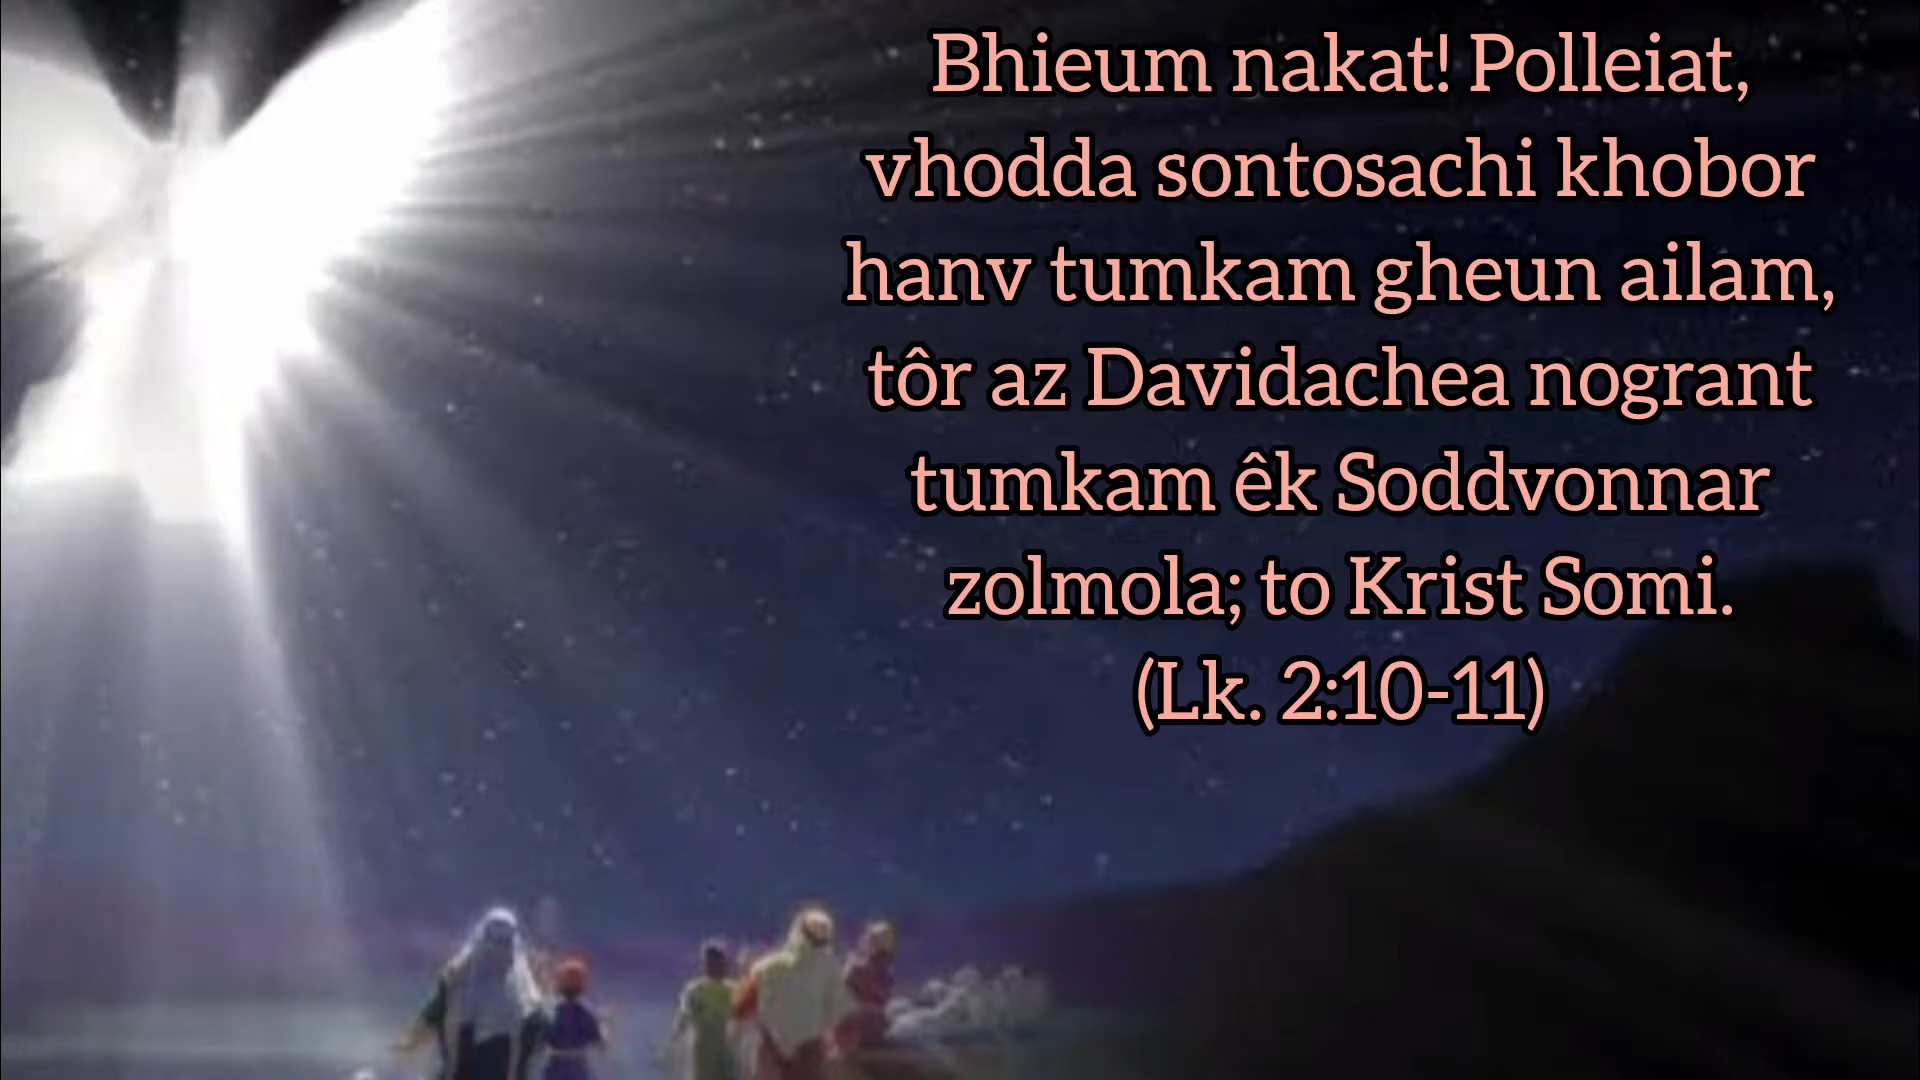 Bhieum nakat! Polleiat,
vhodda sontosachi khobor
hanv tumkam gheun ailam,
tôr az Davidachea nogrant
tumkam êk Soddvonnar
zolmola; to Krist Somi.
(Lk. 2:10-11)